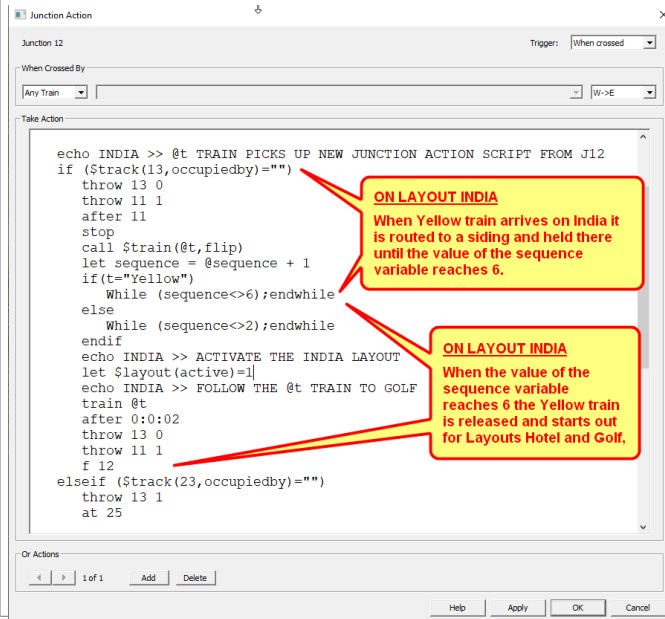 Junction Action
Junction 12
Trigger: When crossed
When Crossed By
Any Train
W->E
Take Action
echo INDIA >> @t TRAIN PICKS UP NEW JUNCTION ACTION SCRIPT FROM J12
if ($track(13,occupiedby)="")
throw 13 0
throw 11 1
after 11
stop
call $train(@t,flip)
let sequence = @sequence + 1
if(t="Yellow")
While (sequence<>6);endwhile
else
While (sequence<>2);endwhile
endif
echo INDIA >> ACTIVATE THE INDIA LAYOUT
let $layout(active)=1
echo INDIA >> FOLLOW THE @t TRAIN TO GOLF
train @t
after 0:0:02
throw 13 0
throw 11 1
f 12
elseif ($track(23,occupiedby)="")
throw 13 1
at 25
ON LAYOUT INDIA
When Yellow train arrives on India it
is routed to a siding and held there
until the value of the sequence
variable reaches 6.
ON LAYOUT INDIA
When the value of the
sequence variable
reaches 6 the Yellow train
is released and starts out
for Layouts Hotel and Golf.
Or Actions
1 of 1
Add
Delete
Help
Apply
OK
Cancel